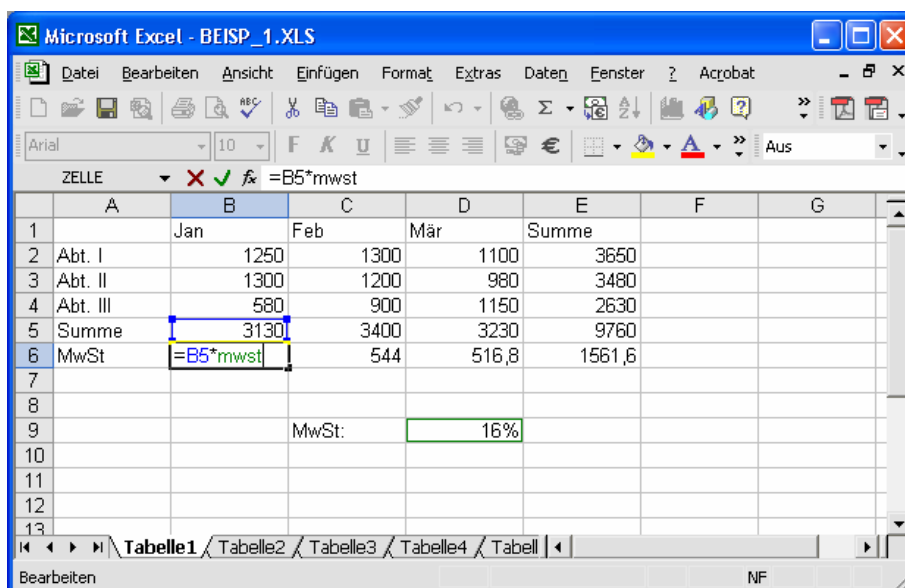 Microsoft Excel - BEISP_1.XLS
Datei Bearbeiten Ansicht Einfügen Format Extras Daten Fenster ? Acrobat
ABC Σ A Z €
Arial 10 F K U € A Aus
ZELLE fx =B5*mwst
A B C D E F G
1 Jan Feb Mär Summe
2 Abt. I 1250 1300 1100 3650
3 Abt. II 1300 1200 980 3480
4 Abt. III 580 900 1150 2630
5 Summe 3130 3400 3230 9760
6 MwSt =B5*mwst 544 516,8 1561,6
7
8
9 MwSt: 16%
10
11
12
13
Tabelle1 Tabelle2 Tabelle3 Tabelle4 Tabell
Bearbeiten NF